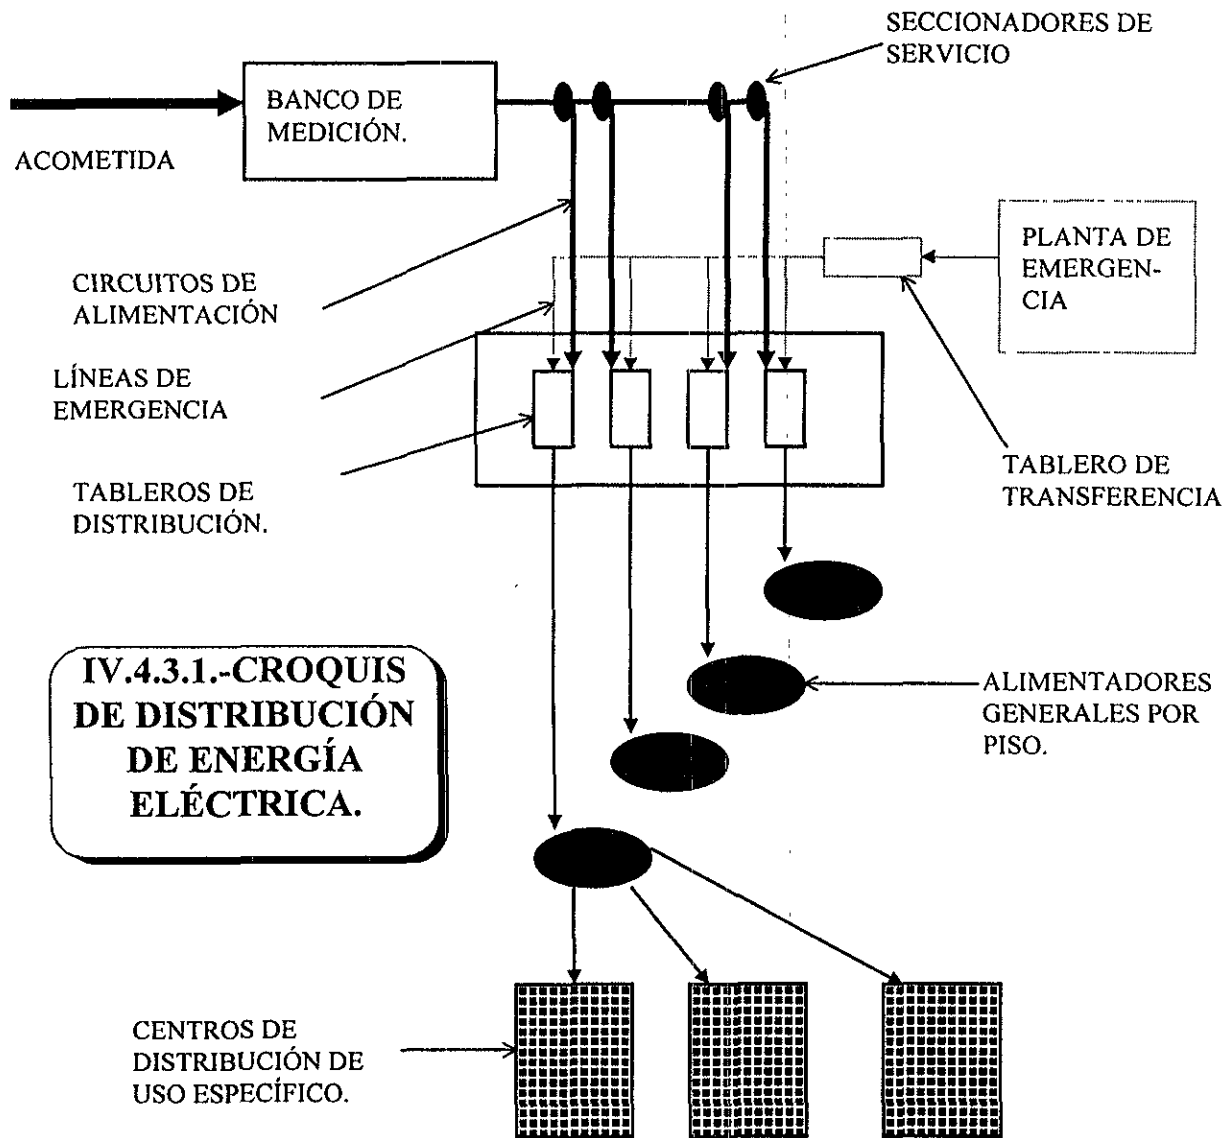 SECCIONADORES DE
SERVICIO
BANCO DE
MEDICIÓN.
ACOMETIDA
PLANTA DE
EMERGEN-
CIA
CIRCUITOS DE
ALIMENTACIÓN
LÍNEAS DE
EMERGENCIA
TABLERO DE
TRANSFERENCIA
TABLEROS DE
DISTRIBUCIÓN.
IV.4.3.1.-CROQUIS
DE DISTRIBUCIÓN
DE ENERGÍA
ELÉCTRICA.
ALIMENTADORES
GENERALES POR
PISO.
CENTROS DE
DISTRIBUCIÓN DE
USO ESPECÍFICO.